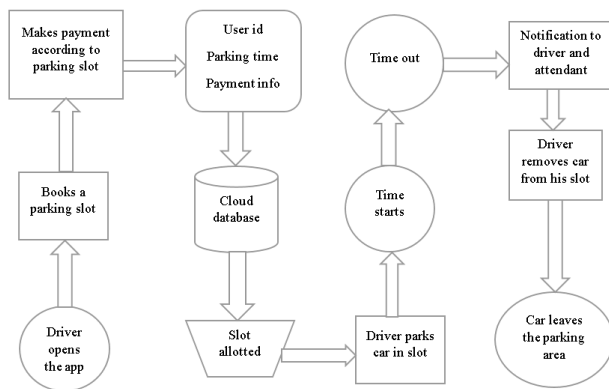 Driver
opens
the app
Books a
parking slot
Makes payment
according to
parking slot
User id
Parking time
Payment info
Cloud
database
Slot
allotted
Driver parks
car in slot
Time
starts
Time out
Notification to
driver and
attendant
Driver
removes car
from his slot
Car leaves
the parking
area